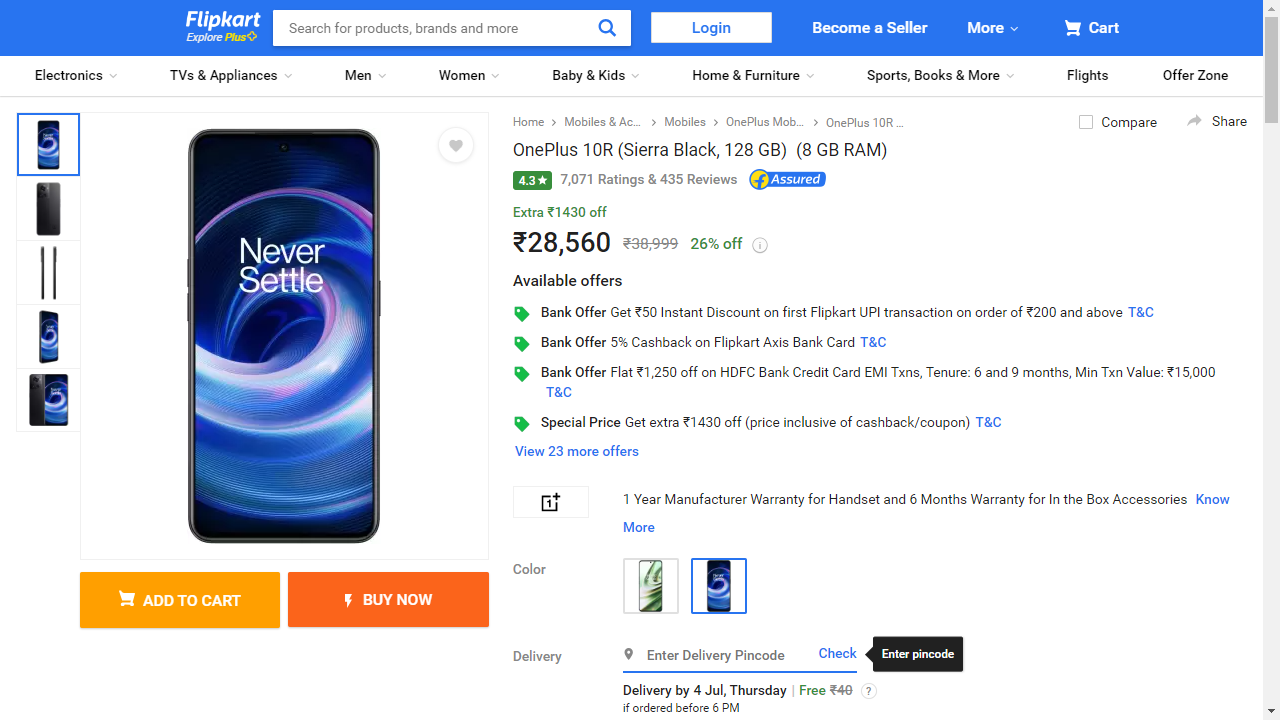 Flipkart
Explore Plus
Search for products, brands and more
Login
Become a Seller
More
Cart
Electronics
TVs & Appliances
Men
Women
Baby & Kids
Home & Furniture
Sports, Books & More
Flights
Offer Zone
Home
Mobiles & Ac...
Mobiles
OnePlus Mob...
OnePlus 10R ...
Compare
Share
OnePlus 10R (Sierra Black, 128 GB) (8 GB RAM)
4.3 ★
7,071 Ratings & 435 Reviews
Assured
Extra ₹1430 off
₹28,560 ₹38,999 26% off
Never
Settle
Available offers
Bank Offer Get ₹50 Instant Discount on first Flipkart UPI transaction on order of ₹200 and above T&C
Bank Offer 5% Cashback on Flipkart Axis Bank Card T&C
Bank Offer Flat ₹1,250 off on HDFC Bank Credit Card EMI Txns, Tenure: 6 and 9 months, Min Txn Value: ₹15,000
T&C
Special Price Get extra ₹1430 off (price inclusive of cashback/coupon) T&C
View 23 more offers
1 Year Manufacturer Warranty for Handset and 6 Months Warranty for In the Box Accessories Know
More
Color
ADD TO CART
BUY NOW
Delivery
Enter Delivery Pincode
Check
Enter pincode
Delivery by 4 Jul, Thursday | Free ₹40 ?
if ordered before 6 PM